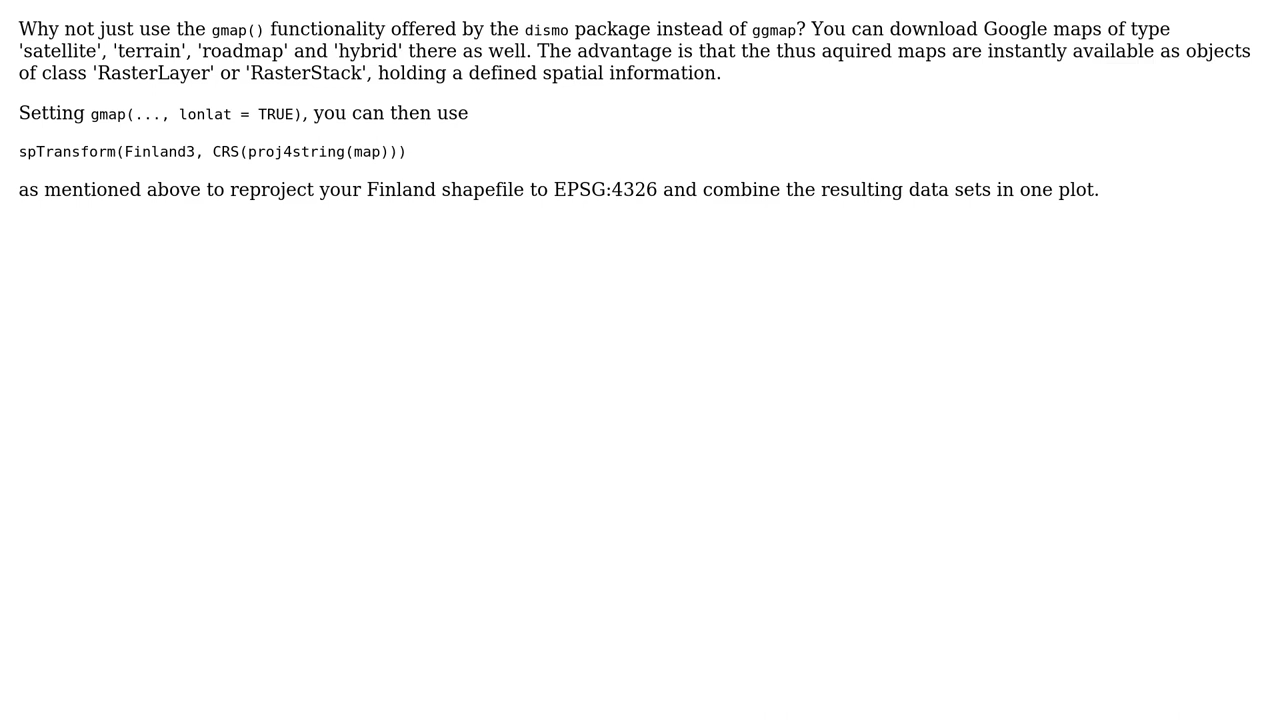 Why not just use the gmap() functionality offered by the dismo package instead of ggmap? You can download Google maps of type
'satellite', 'terrain', 'roadmap' and 'hybrid' there as well. The advantage is that the thus aquired maps are instantly available as objects
of class 'RasterLayer' or 'RasterStack', holding a defined spatial information.
Setting gmap(..., lonlat = TRUE), you can then use
spTransform(Finland3, CRS(proj4string(map)))
as mentioned above to reproject your Finland shapefile to EPSG:4326 and combine the resulting data sets in one plot.